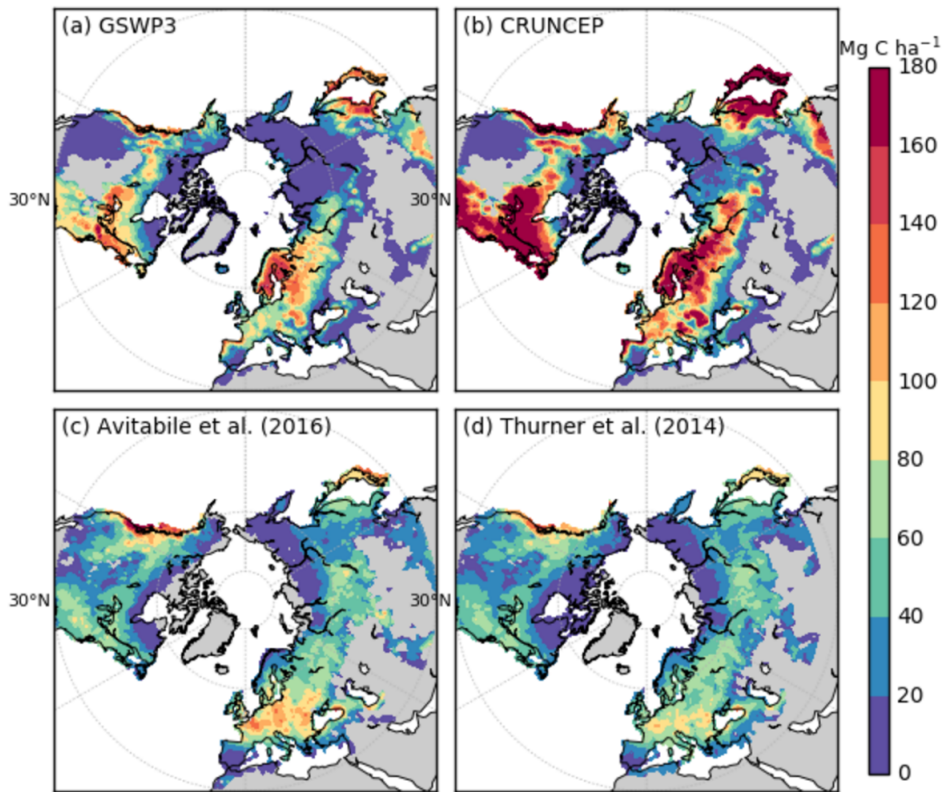 (a) GSWP3
(b) CRUNCEP
Mg C ha⁻¹
180
160
140
120
100
80
60
40
20
0
30°N
30°N
(c) Avitabile et al. (2016)
(d) Thurner et al. (2014)
30°N
30°N